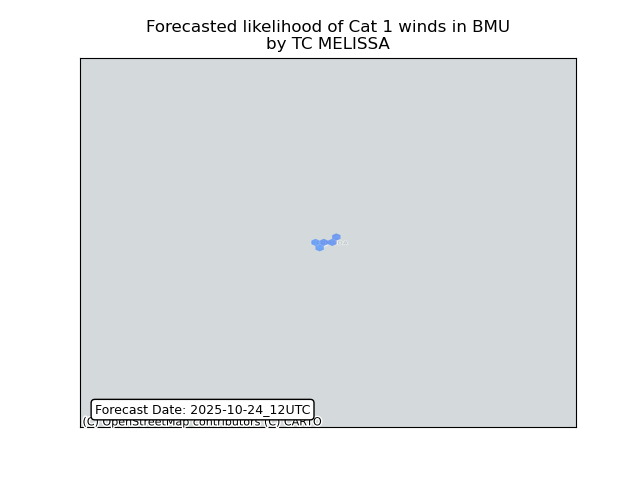 Forecasted likelihood of Cat 1 winds in BMU
by TC MELISSA
Forecast Date: 2025-10-24_12UTC
(C) OpenStreetMap contributors (C) CARTO